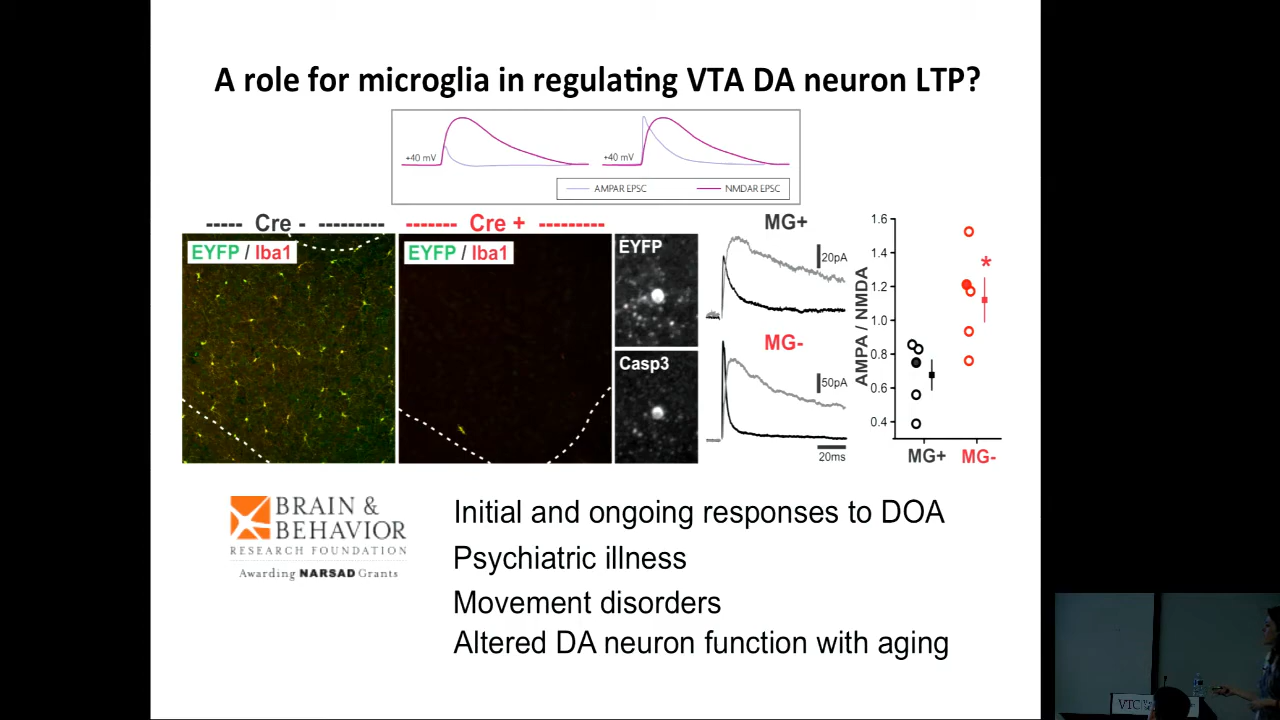 A role for microglia in regulating VTA DA neuron LTP?
+40 mV
+40 mV
AMPAR EPSC
NMDAR EPSC
----- Cre - ---------
------- Cre + ---------
EYFP / Iba1
EYFP / Iba1
EYFP
Casp3
MG+
20pA
MG-
50pA
20ms
AMPA / NMDA
1.6
1.4
1.2
1.0
0.8
0.6
0.4
*
MG+
MG-
BRAIN &
BEHAVIOR
RESEARCH FOUNDATION
Awarding NARSAD Grants
Initial and ongoing responses to DOA
Psychiatric illness
Movement disorders
Altered DA neuron function with aging
VTC